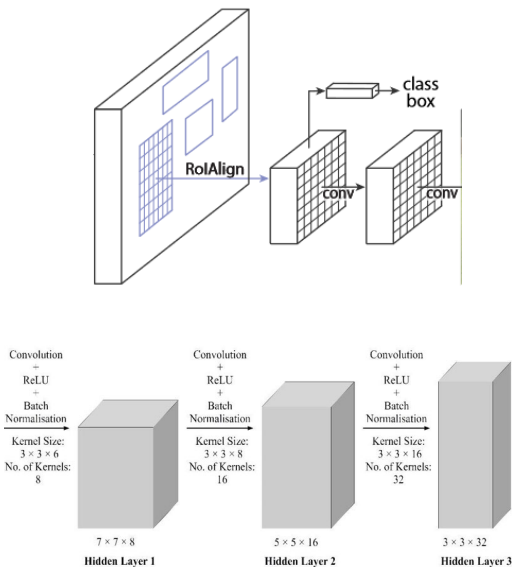 class
box
RoIAlign
conv
conv
Convolution
+
ReLU
+
Batch
Normalisation
Kernel Size:
3 × 3 × 6
No. of Kernels:
8
Convolution
+
ReLU
+
Batch
Normalisation
Kernel Size:
3 × 3 × 8
No. of Kernels:
16
Convolution
+
ReLU
+
Batch
Normalisation
Kernel Size:
3 × 3 × 16
No. of Kernels:
32
7 × 7 × 8
Hidden Layer 1
5 × 5 × 16
Hidden Layer 2
3 × 3 × 32
Hidden Layer 3